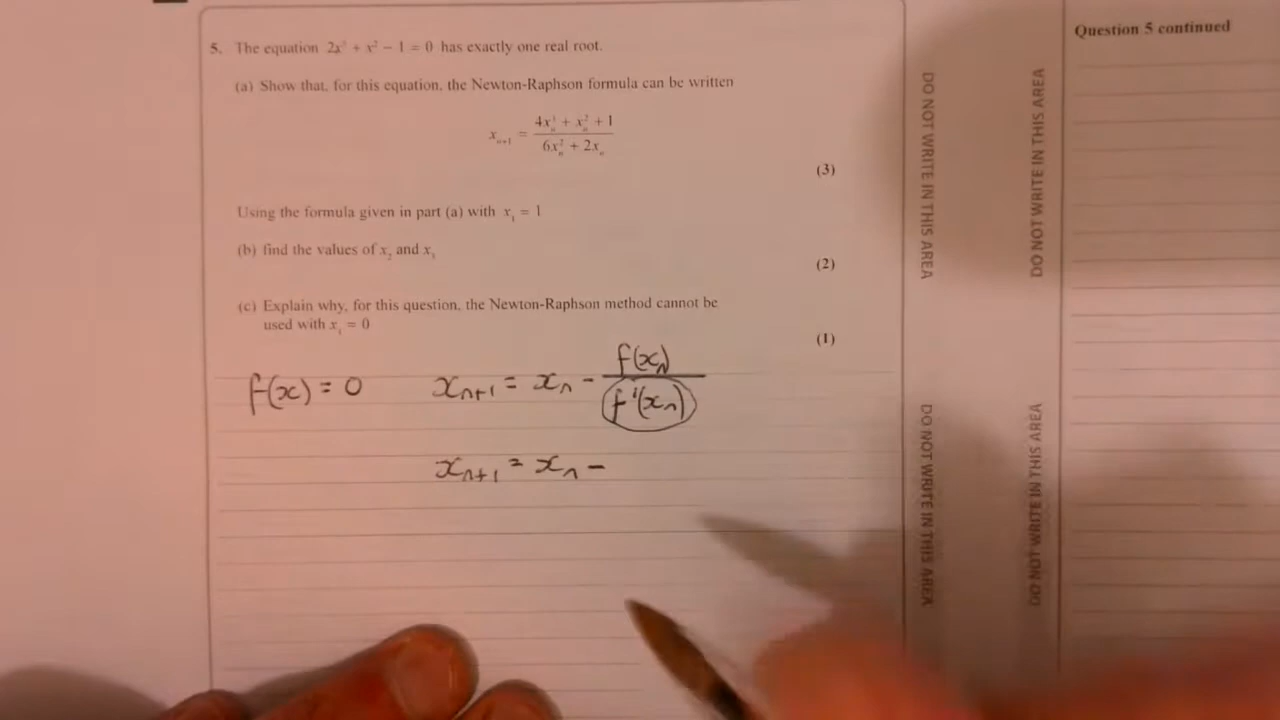 5. The equation 2x³ + x² − 1 = 0 has exactly one real root.
(a) Show that, for this equation, the Newton-Raphson formula can be written
xₙ₊₁ = (4xₙ³ + xₙ² + 1) / (6xₙ² + 2xₙ)
(3)
Using the formula given in part (a) with x₁ = 1
(b) find the values of x₂ and x₃
(2)
(c) Explain why, for this question, the Newton-Raphson method cannot be
used with x₁ = 0
(1)
f(x) = 0 xₙ₊₁ = xₙ − f(xₙ) / f'(xₙ)
xₙ₊₁ = xₙ −
DO NOT WRITE IN THIS AREA
DO NOT WRITE IN THIS AREA
DO NOT WRITE IN THIS AREA
DO NOT WRITE IN THIS AREA
Question 5 continued